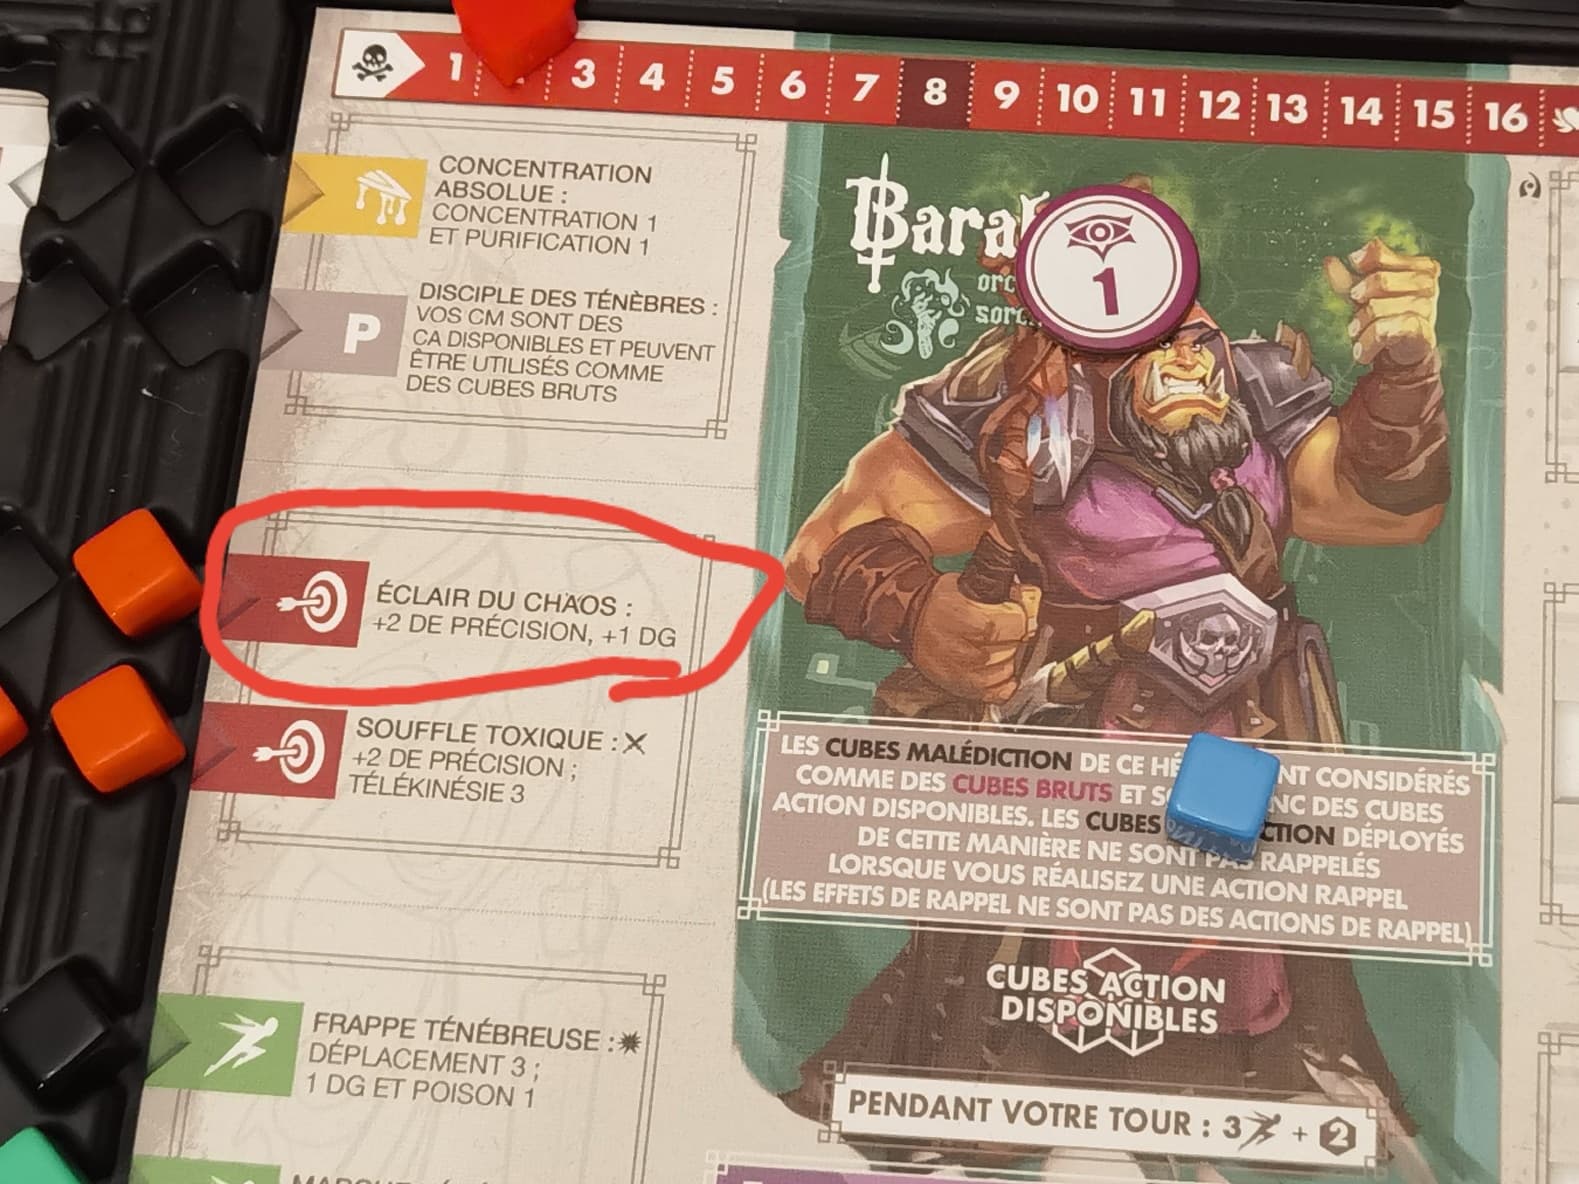 1 3 4 5 6 7 8 9 10 11 12 13 14 15 16
CONCENTRATION
ABSOLUE :
CONCENTRATION 1
ET PURIFICATION 1
P
DISCIPLE DES TÉNÈBRES :
VOS CM SONT DES
CA DISPONIBLES ET PEUVENT
ÊTRE UTILISÉS COMME
DES CUBES BRUTS
ÉCLAIR DU CHAOS :
+2 DE PRÉCISION, +1 DG
SOUFFLE TOXIQUE :
+2 DE PRÉCISION ;
TÉLÉKINÉSIE 3
FRAPPE TÉNÉBREUSE :
DÉPLACEMENT 3 ;
1 DG ET POISON 1
1
orc
LES CUBES MALÉDICTION DE CE CONSIDÉRÉS
COMME DES CUBES BRUTS ET DES CUBES
ACTION DISPONIBLES. LES CUBES DÉPLOYÉS
DE CETTE MANIÈRE NE SONT PAS RAPPELÉS
LORSQUE VOUS RÉALISEZ UNE ACTION RAPPEL
(LES EFFETS DE RAPPEL NE SONT PAS DES ACTIONS DE RAPPEL)
CUBES ACTION
DISPONIBLES
PENDANT VOTRE TOUR : 3 + 2